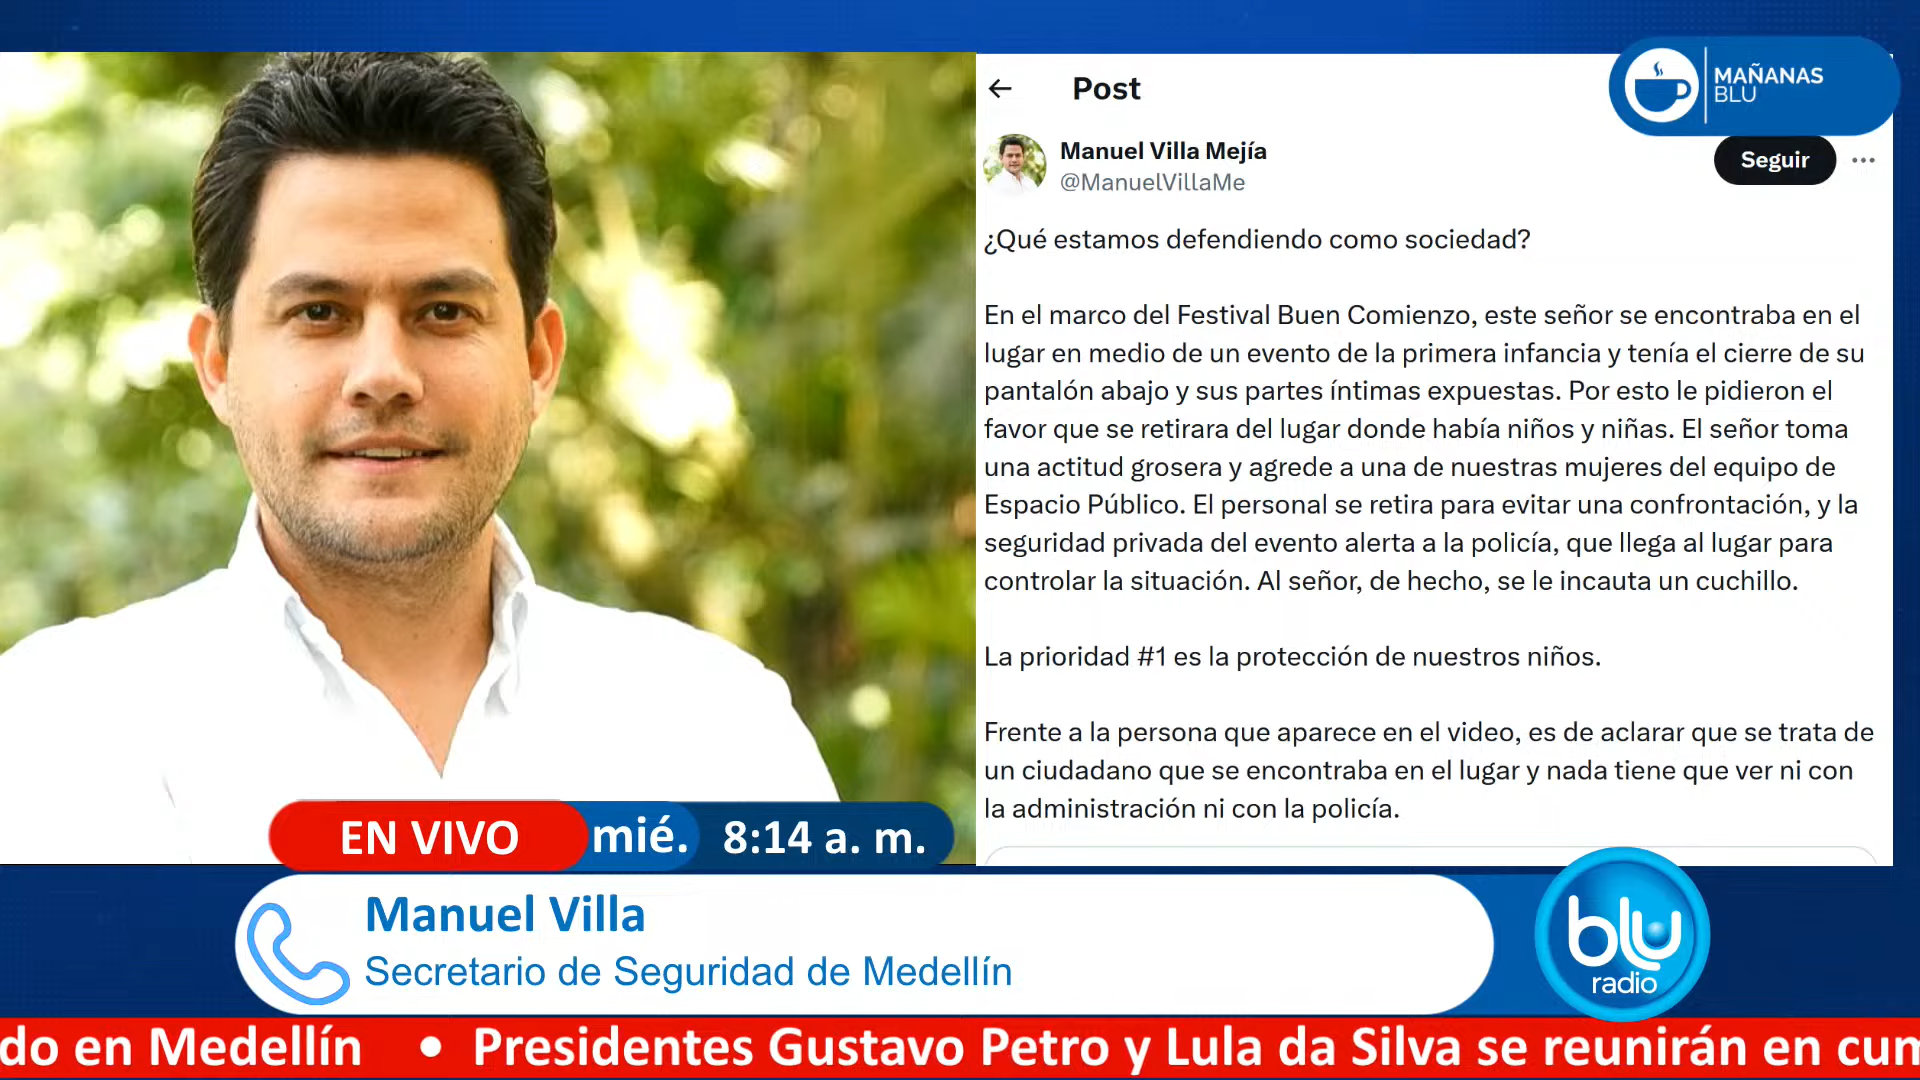 Post
MAÑANAS
BLU
Manuel Villa Mejía
@ManuelVillaMe
Seguir
¿Qué estamos defendiendo como sociedad?
En el marco del Festival Buen Comienzo, este señor se encontraba en el
lugar en medio de un evento de la primera infancia y tenía el cierre de su
pantalón abajo y sus partes íntimas expuestas. Por esto le pidieron el
favor que se retirara del lugar donde había niños y niñas. El señor toma
una actitud grosera y agrede a una de nuestras mujeres del equipo de
Espacio Público. El personal se retira para evitar una confrontación, y la
seguridad privada del evento alerta a la policía, que llega al lugar para
controlar la situación. Al señor, de hecho, se le incauta un cuchillo.
La prioridad #1 es la protección de nuestros niños.
Frente a la persona que aparece en el video, es de aclarar que se trata de
un ciudadano que se encontraba en el lugar y nada tiene que ver ni con
la administración ni con la policía.
EN VIVO mié. 8:14 a. m.
Manuel Villa
Secretario de Seguridad de Medellín
blu
radio
do en Medellín • Presidentes Gustavo Petro y Lula da Silva se reunirán en cum